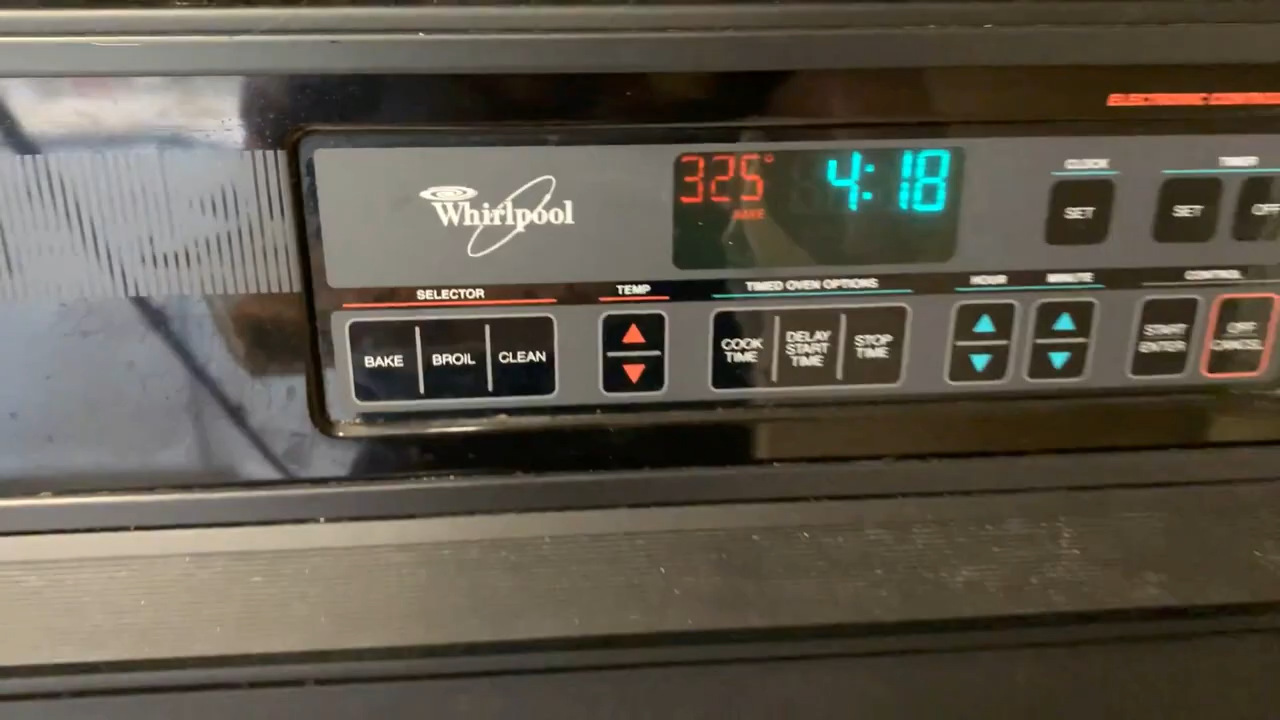 ELECTRONIC
Whirlpool
325° 4:18
BAKE
CLOCK
TIMER
SET
SET
OFF
SELECTOR
TEMP
TIMED OVEN OPTIONS
HOUR
MINUTE
CONTROL
BAKE
BROIL
CLEAN
COOK
TIME
DELAY
START
TIME
STOP
TIME
START
ENTER
OFF
CANCEL